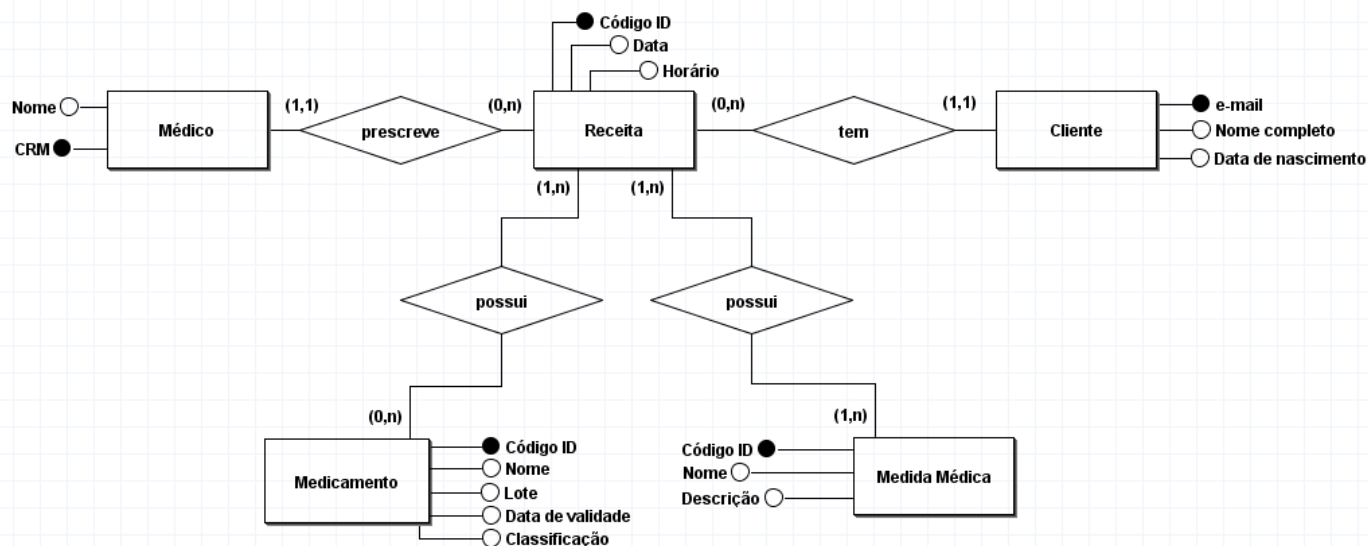 Código ID
Data
Horário
Nome
CRM
Médico
(1,1)
prescreve
(0,n)
Receita
(0,n)
tem
(1,1)
Cliente
e-mail
Nome completo
Data de nascimento
(1,n)
(1,n)
possui
possui
(0,n)
(1,n)
Medicamento
Código ID
Nome
Lote
Data de validade
Classificação
Código ID
Nome
Descrição
Medida Médica